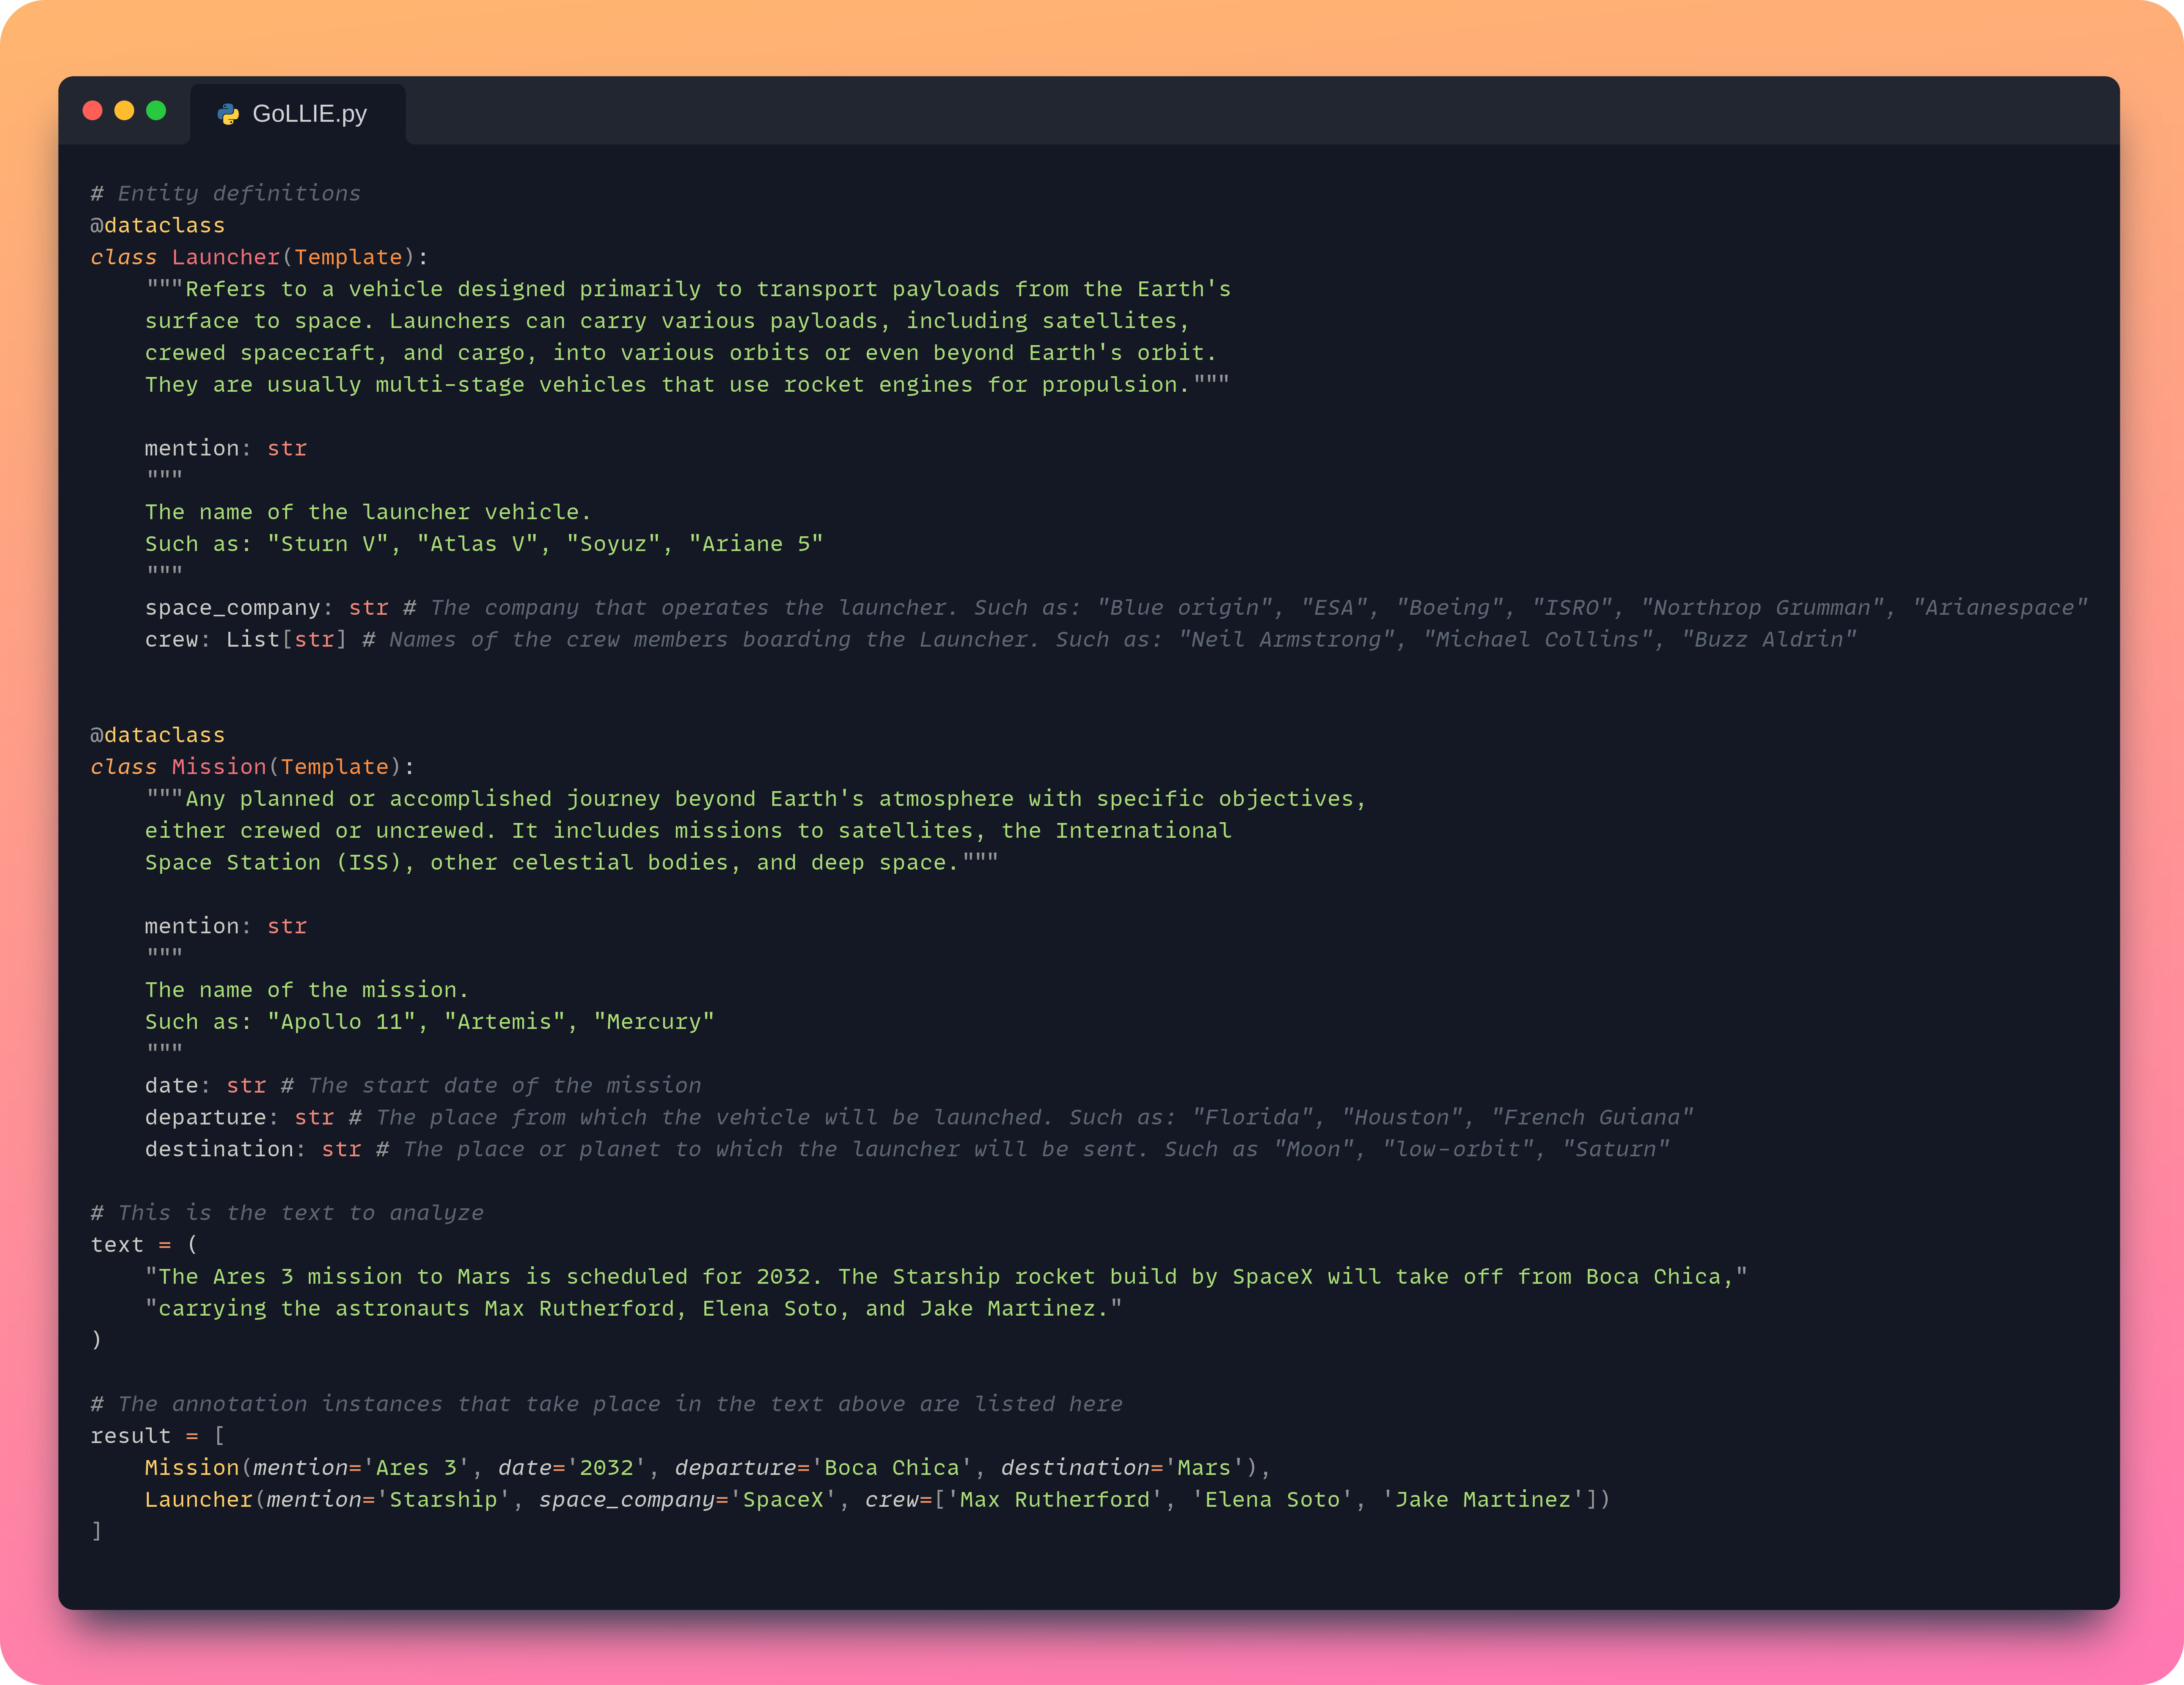 GoLLIE.py
# Entity definitions
@dataclass
class Launcher(Template):
    """Refers to a vehicle designed primarily to transport payloads from the Earth's
    surface to space. Launchers can carry various payloads, including satellites,
    crewed spacecraft, and cargo, into various orbits or even beyond Earth's orbit.
    They are usually multi-stage vehicles that use rocket engines for propulsion."""
    mention: str
    """
    The name of the launcher vehicle.
    Such as: "Sturn V", "Atlas V", "Soyuz", "Ariane 5"
    """
    space_company: str # The company that operates the launcher. Such as: "Blue origin", "ESA", "Boeing", "ISRO", "Northrop Grumman", "Arianespace"
    crew: List[str] # Names of the crew members boarding the Launcher. Such as: "Neil Armstrong", "Michael Collins", "Buzz Aldrin"
@dataclass
class Mission(Template):
    """Any planned or accomplished journey beyond Earth's atmosphere with specific objectives,
    either crewed or uncrewed. It includes missions to satellites, the International
    Space Station (ISS), other celestial bodies, and deep space."""
    mention: str
    """
    The name of the mission.
    Such as: "Apollo 11", "Artemis", "Mercury"
    """
    date: str # The start date of the mission
    departure: str # The place from which the vehicle will be launched. Such as: "Florida", "Houston", "French Guiana"
    destination: str # The place or planet to which the launcher will be sent. Such as "Moon", "low-orbit", "Saturn"
# This is the text to analyze
text = (
    "The Ares 3 mission to Mars is scheduled for 2032. The Starship rocket build by SpaceX will take off from Boca Chica,"
    "carrying the astronauts Max Rutherford, Elena Soto, and Jake Martinez."
)
# The annotation instances that take place in the text above are listed here
result = [
    Mission(mention='Ares 3', date='2032', departure='Boca Chica', destination='Mars'),
    Launcher(mention='Starship', space_company='SpaceX', crew=['Max Rutherford', 'Elena Soto', 'Jake Martinez'])
]